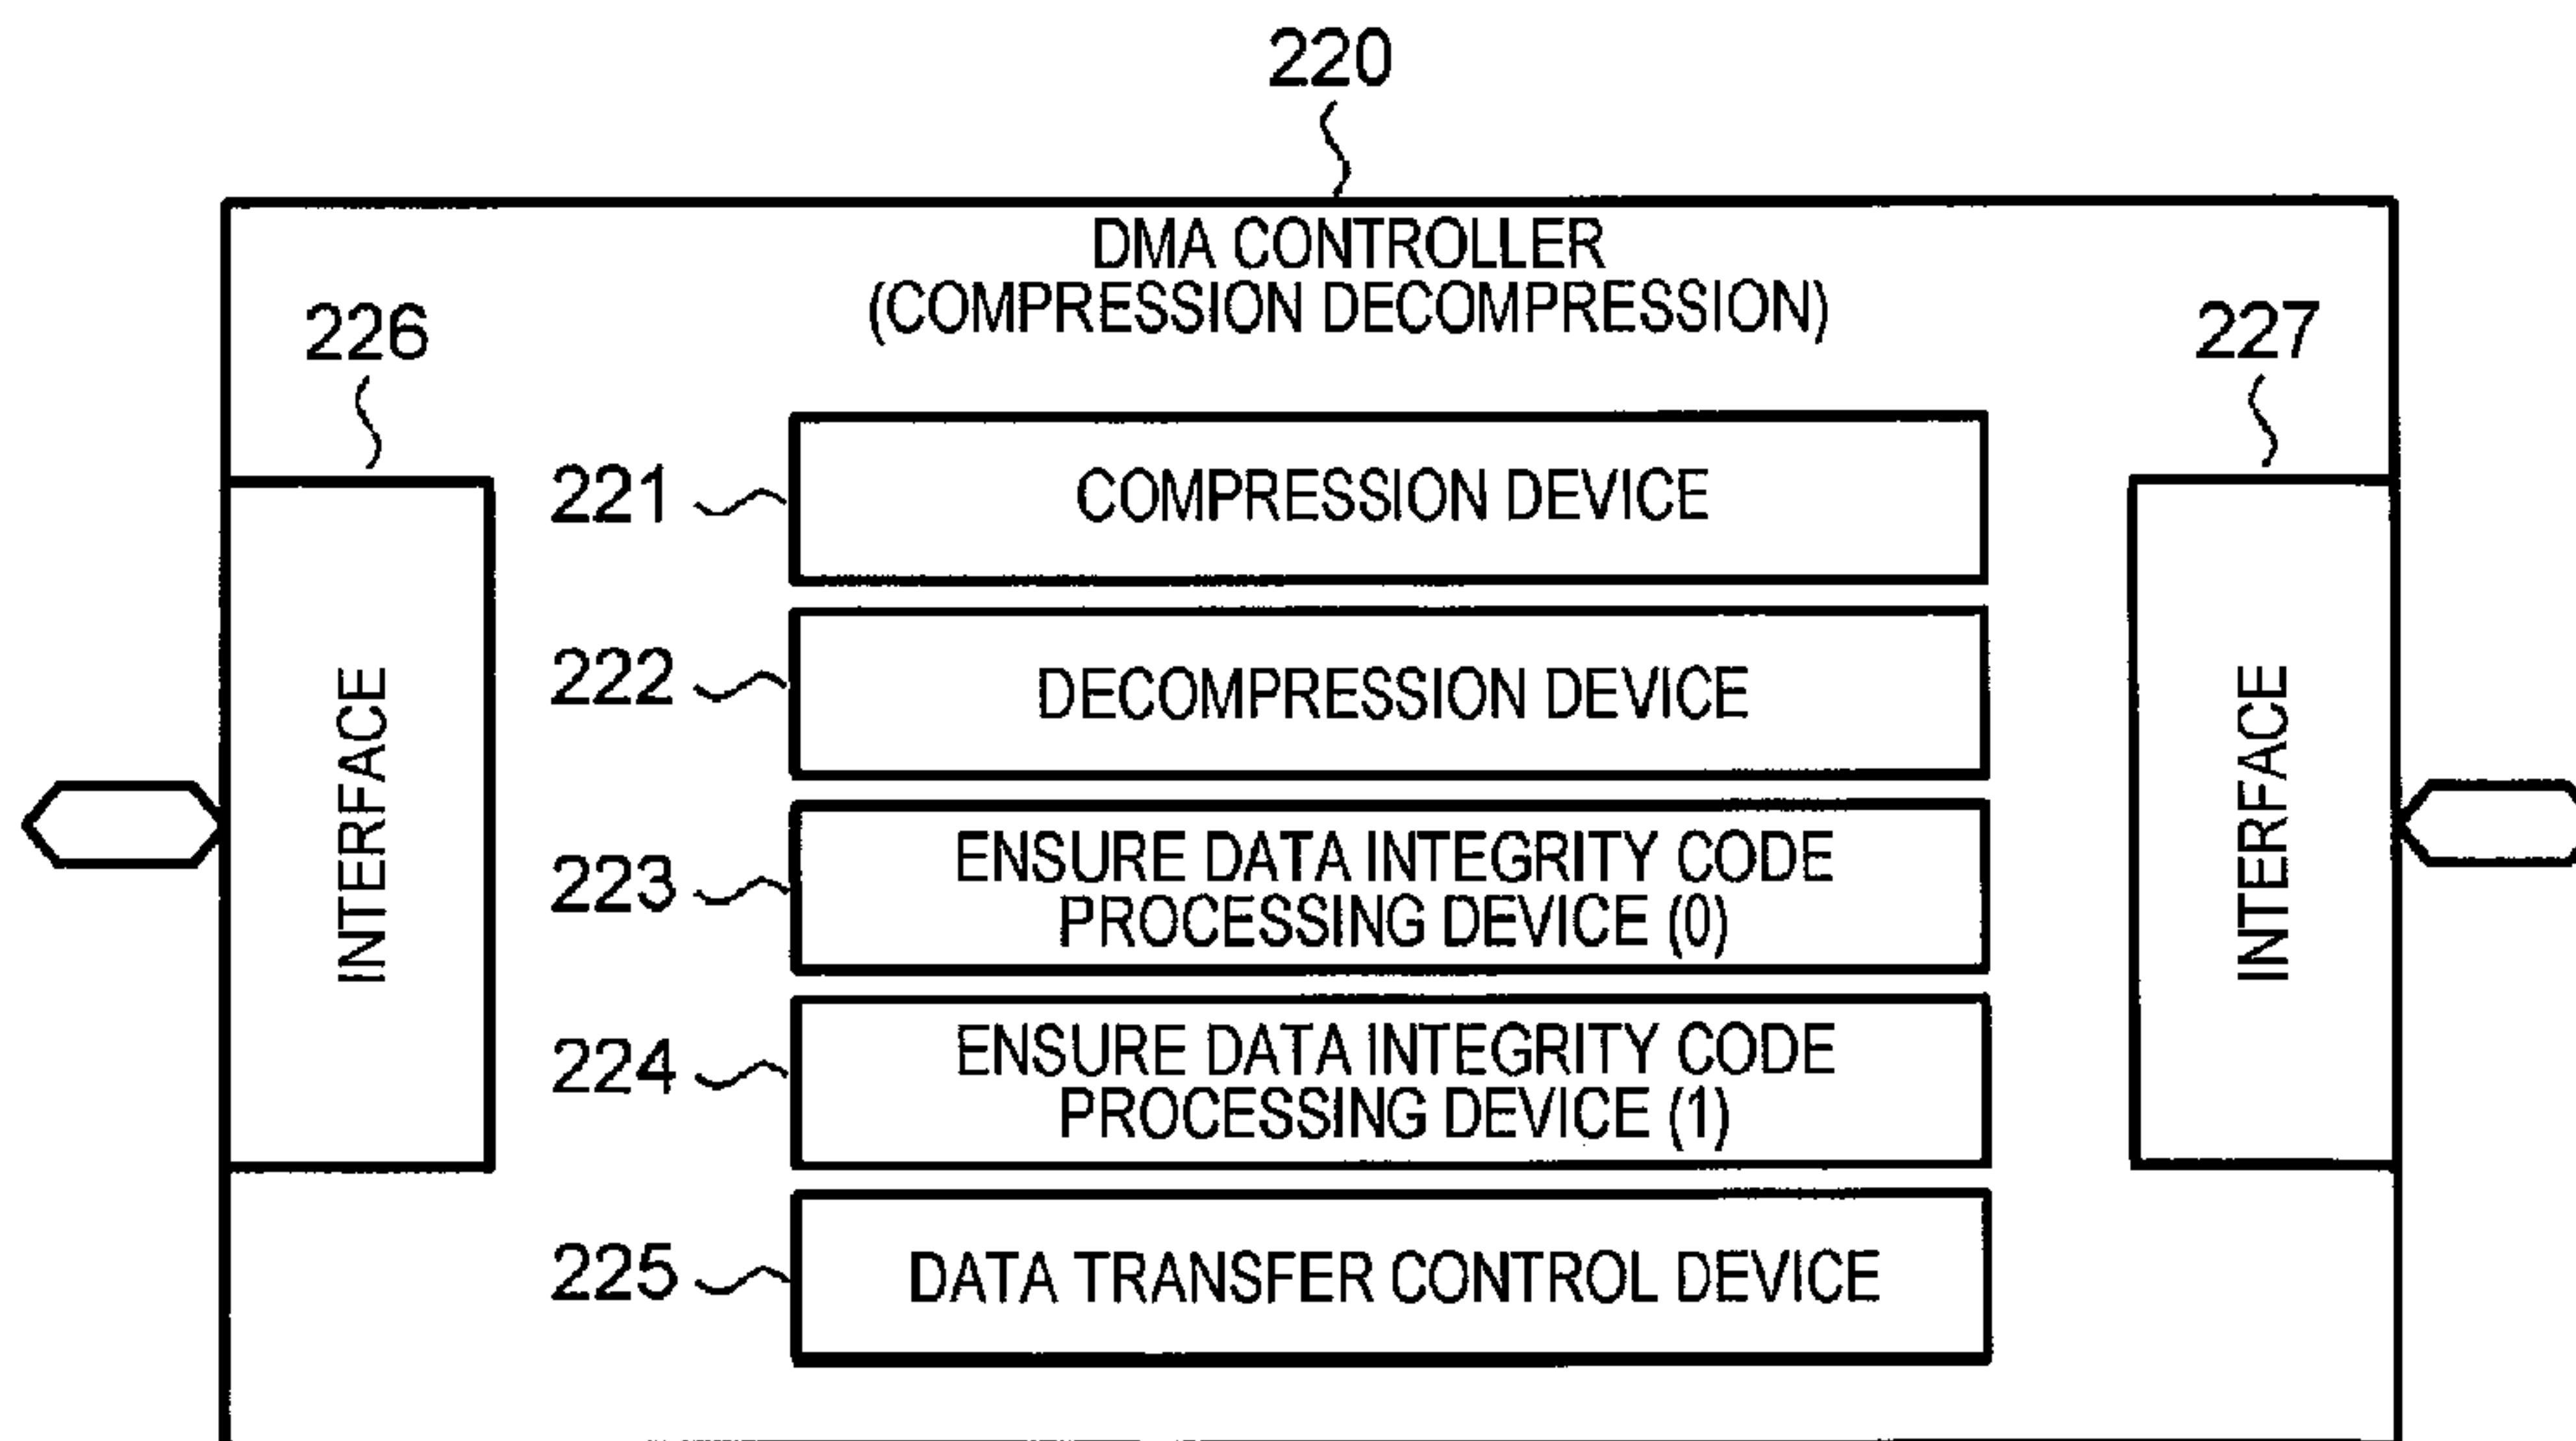 220
DMA CONTROLLER
(COMPRESSION DECOMPRESSION)
226
227
221
COMPRESSION DEVICE
222
DECOMPRESSION DEVICE
INTERFACE
INTERFACE
223
ENSURE DATA INTEGRITY CODE
PROCESSING DEVICE (0)
224
ENSURE DATA INTEGRITY CODE
PROCESSING DEVICE (1)
225
DATA TRANSFER CONTROL DEVICE